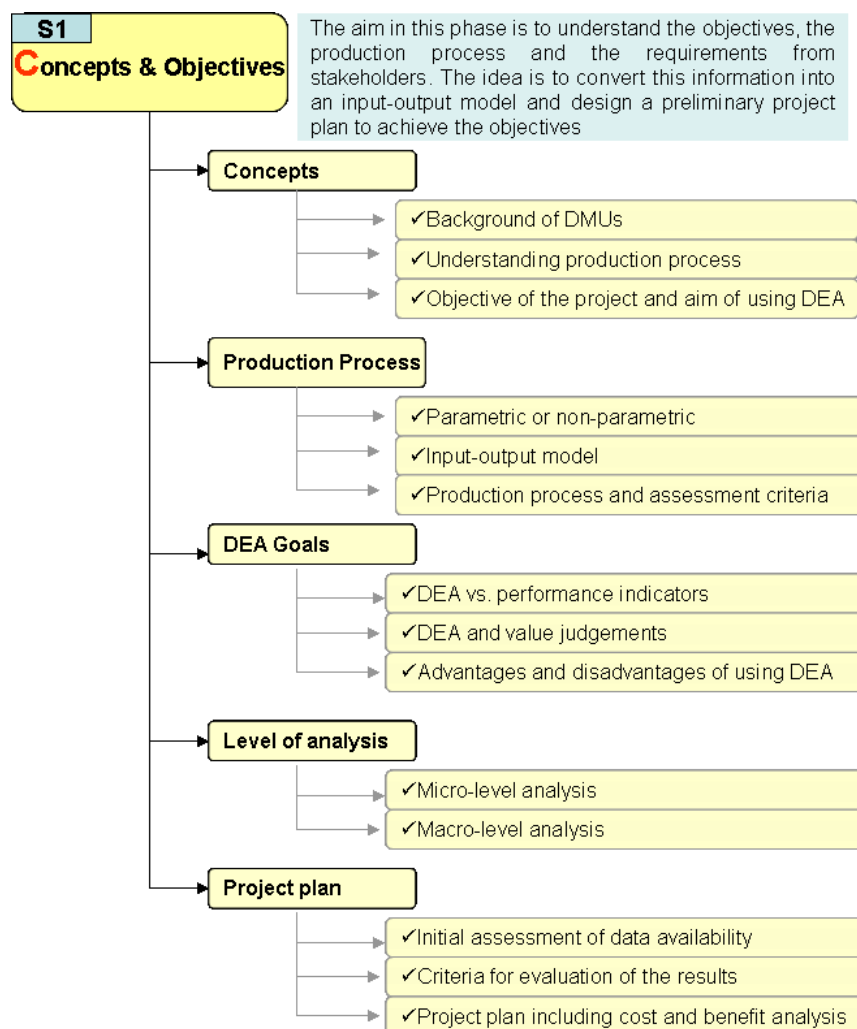 S1
Concepts & Objectives
The aim in this phase is to understand the objectives, the
production process and the requirements from
stakeholders. The idea is to convert this information into
an input-output model and design a preliminary project
plan to achieve the objectives
Concepts
✓Background of DMUs
✓Understanding production process
✓Objective of the project and aim of using DEA
Production Process
✓Parametric or non-parametric
✓Input-output model
✓Production process and assessment criteria
DEA Goals
✓DEA vs. performance indicators
✓DEA and value judgements
✓Advantages and disadvantages of using DEA
Level of analysis
✓Micro-level analysis
✓Macro-level analysis
Project plan
✓Initial assessment of data availability
✓Criteria for evaluation of the results
✓Project plan including cost and benefit analysis